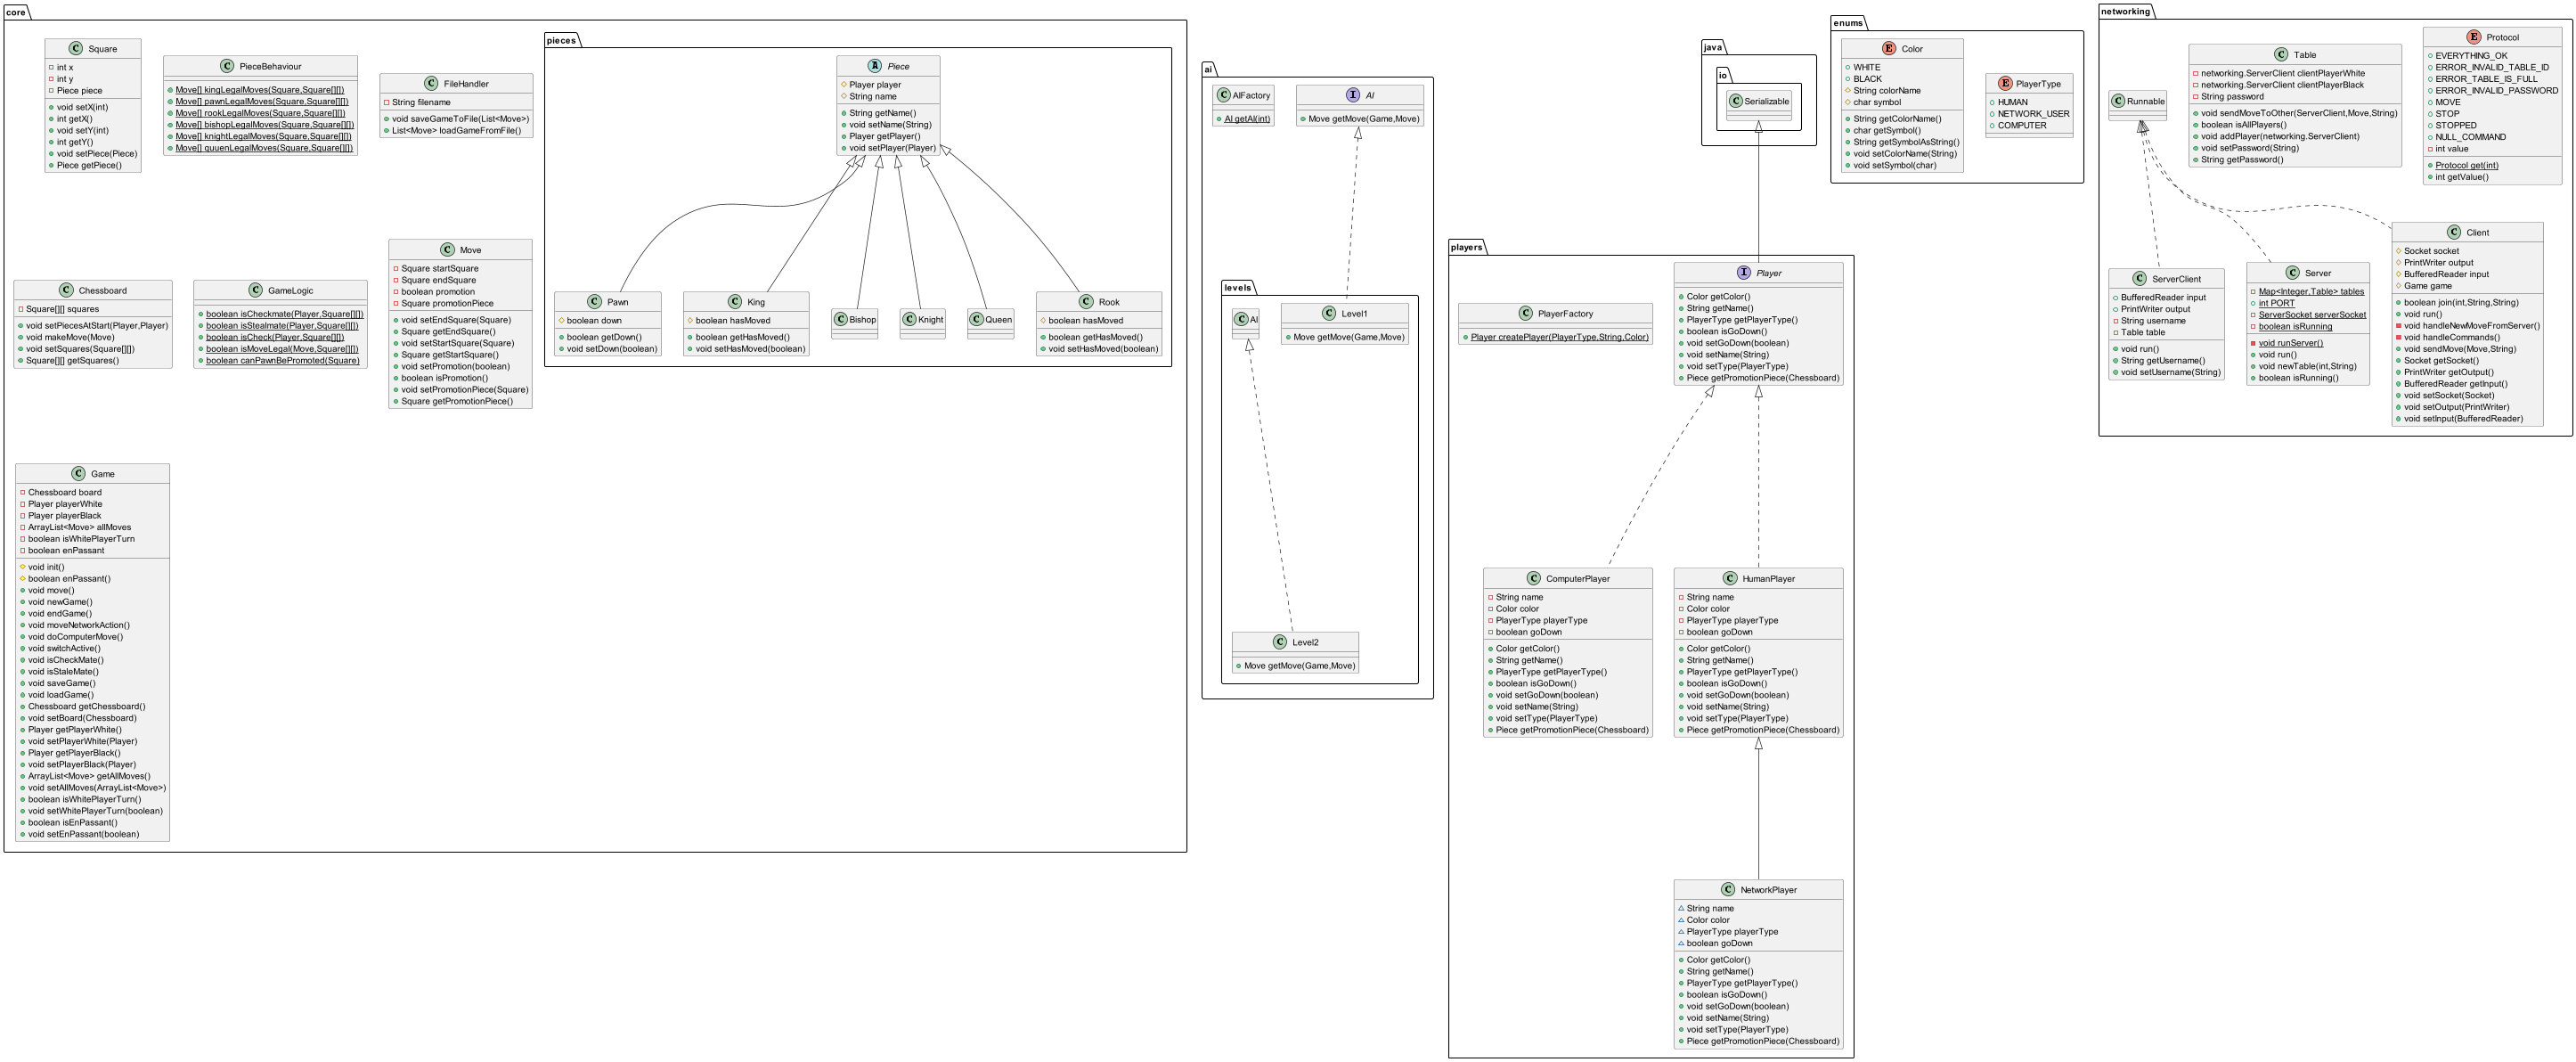 core
Square
int x
int y
Piece piece
void setX(int)
int getX()
void setY(int)
int getY()
void setPiece(Piece)
Piece getPiece()
PieceBehaviour
Move[] kingLegalMoves(Square,Square[][])
Move[] pawnLegalMoves(Square,Square[][])
Move[] rookLegalMoves(Square,Square[][])
Move[] bishopLegalMoves(Square,Square[][])
Move[] knightLegalMoves(Square,Square[][])
Move[] quuenLegalMoves(Square,Square[][])
FileHandler
String filename
void saveGameToFile(List<Move>)
List<Move> loadGameFromFile()
Chessboard
Square[][] squares
void setPiecesAtStart(Player,Player)
void makeMove(Move)
void setSquares(Square[][])
Square[][] getSquares()
GameLogic
boolean isCheckmate(Player,Square[][])
boolean isStealmate(Player,Square[][])
boolean isCheck(Player,Square[][])
boolean isMoveLegal(Move,Square[][])
boolean canPawnBePromoted(Square)
Move
Square startSquare
Square endSquare
boolean promotion
Square promotionPiece
void setEndSquare(Square)
Square getEndSquare()
void setStartSquare(Square)
Square getStartSquare()
void setPromotion(boolean)
boolean isPromotion()
void setPromotionPiece(Square)
Square getPromotionPiece()
Game
Chessboard board
Player playerWhite
Player playerBlack
ArrayList<Move> allMoves
boolean isWhitePlayerTurn
boolean enPassant
void init()
boolean enPassant()
void move()
void newGame()
void endGame()
void moveNetworkAction()
void doComputerMove()
void switchActive()
void isCheckMate()
void isStaleMate()
void saveGame()
void loadGame()
Chessboard getChessboard()
void setBoard(Chessboard)
Player getPlayerWhite()
void setPlayerWhite(Player)
Player getPlayerBlack()
void setPlayerBlack(Player)
ArrayList<Move> getAllMoves()
void setAllMoves(ArrayList<Move>)
boolean isWhitePlayerTurn()
void setWhitePlayerTurn(boolean)
boolean isEnPassant()
void setEnPassant(boolean)
pieces
Piece
Player player
String name
String getName()
void setName(String)
Player getPlayer()
void setPlayer(Player)
Pawn
boolean down
boolean getDown()
void setDown(boolean)
King
boolean hasMoved
boolean getHasMoved()
void setHasMoved(boolean)
Bishop
Knight
Queen
Rook
boolean hasMoved
boolean getHasMoved()
void setHasMoved(boolean)
ai
AIFactory
AI getAI(int)
AI
Move getMove(Game,Move)
levels
AI
Level1
Move getMove(Game,Move)
Level2
Move getMove(Game,Move)
java
io
Serializable
players
PlayerFactory
Player createPlayer(PlayerType,String,Color)
Player
Color getColor()
String getName()
PlayerType getPlayerType()
boolean isGoDown()
void setGoDown(boolean)
void setName(String)
void setType(PlayerType)
Piece getPromotionPiece(Chessboard)
ComputerPlayer
String name
Color color
PlayerType playerType
boolean goDown
Color getColor()
String getName()
PlayerType getPlayerType()
boolean isGoDown()
void setGoDown(boolean)
void setName(String)
void setType(PlayerType)
Piece getPromotionPiece(Chessboard)
HumanPlayer
String name
Color color
PlayerType playerType
boolean goDown
Color getColor()
String getName()
PlayerType getPlayerType()
boolean isGoDown()
void setGoDown(boolean)
void setName(String)
void setType(PlayerType)
Piece getPromotionPiece(Chessboard)
NetworkPlayer
String name
Color color
PlayerType playerType
boolean goDown
Color getColor()
String getName()
PlayerType getPlayerType()
boolean isGoDown()
void setGoDown(boolean)
void setName(String)
void setType(PlayerType)
Piece getPromotionPiece(Chessboard)
enums
Color
WHITE
BLACK
String colorName
char symbol
String getColorName()
char getSymbol()
String getSymbolAsString()
void setColorName(String)
void setSymbol(char)
PlayerType
HUMAN
NETWORK_USER
COMPUTER
networking
Runnable
Table
networking.ServerClient clientPlayerWhite
networking.ServerClient clientPlayerBlack
String password
void sendMoveToOther(ServerClient,Move,String)
boolean isAllPlayers()
void addPlayer(networking.ServerClient)
void setPassword(String)
String getPassword()
Protocol
EVERYTHING_OK
ERROR_INVALID_TABLE_ID
ERROR_TABLE_IS_FULL
ERROR_INVALID_PASSWORD
MOVE
STOP
STOPPED
NULL_COMMAND
int value
Protocol get(int)
int getValue()
ServerClient
BufferedReader input
PrintWriter output
String username
Table table
void run()
String getUsername()
void setUsername(String)
Server
Map<Integer,Table> tables
int PORT
ServerSocket serverSocket
boolean isRunning
void runServer()
void run()
void newTable(int,String)
boolean isRunning()
Client
Socket socket
PrintWriter output
BufferedReader input
Game game
boolean join(int,String,String)
void run()
void handleNewMoveFromServer()
void handleCommands()
void sendMove(Move,String)
Socket getSocket()
PrintWriter getOutput()
BufferedReader getInput()
void setSocket(Socket)
void setOutput(PrintWriter)
void setInput(BufferedReader)